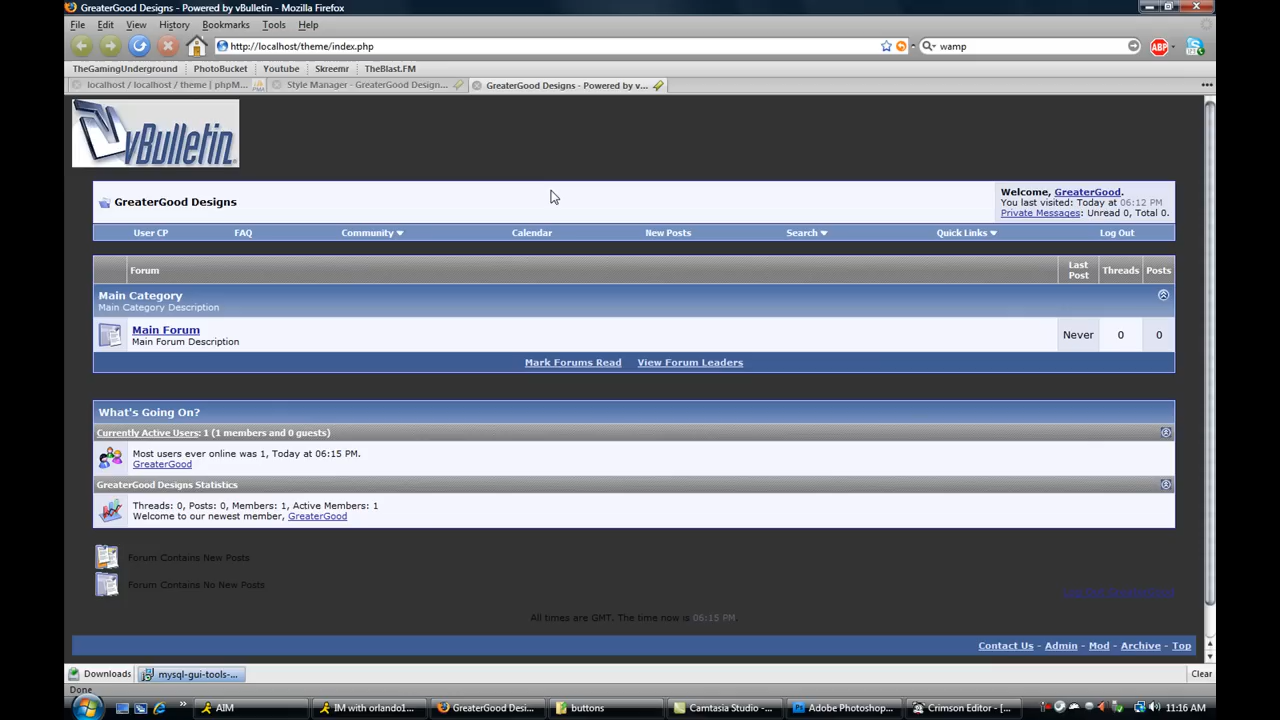 GreaterGood Designs - Powered by vBulletin - Mozilla Firefox
File Edit View History Bookmarks Tools Help
http://localhost/theme/index.php
wamp
ABP
TheGamingUnderground PhotoBucket Youtube Skreemr TheBlast.FM
localhost / localhost / theme | phpM...
Style Manager - GreaterGood Design...
GreaterGood Designs - Powered by v...
vBulletin
GreaterGood Designs
Welcome, GreaterGood.
You last visited: Today at 06:12 PM
Private Messages: Unread 0, Total 0.
User CP FAQ Community Calendar New Posts Search Quick Links Log Out
Forum Last Post Threads Posts
Main Category
Main Category Description
Main Forum
Main Forum Description
Never 0 0
Mark Forums Read View Forum Leaders
What's Going On?
Currently Active Users: 1 (1 members and 0 guests)
Most users ever online was 1, Today at 06:15 PM.
GreaterGood
GreaterGood Designs Statistics
Threads: 0, Posts: 0, Members: 1, Active Members: 1
Welcome to our newest member, GreaterGood
Forum Contains New Posts
Forum Contains No New Posts
All times are GMT. The time now is 06:15 PM.
Contact Us - Admin - Mod - Archive - Top
Downloads mysql-gui-tools-... Clear
Done
AIM
IM with orlando1...
GreaterGood Desi...
buttons
Camtasia Studio -...
Adobe Photoshop...
Crimson Editor - [...
11:16 AM